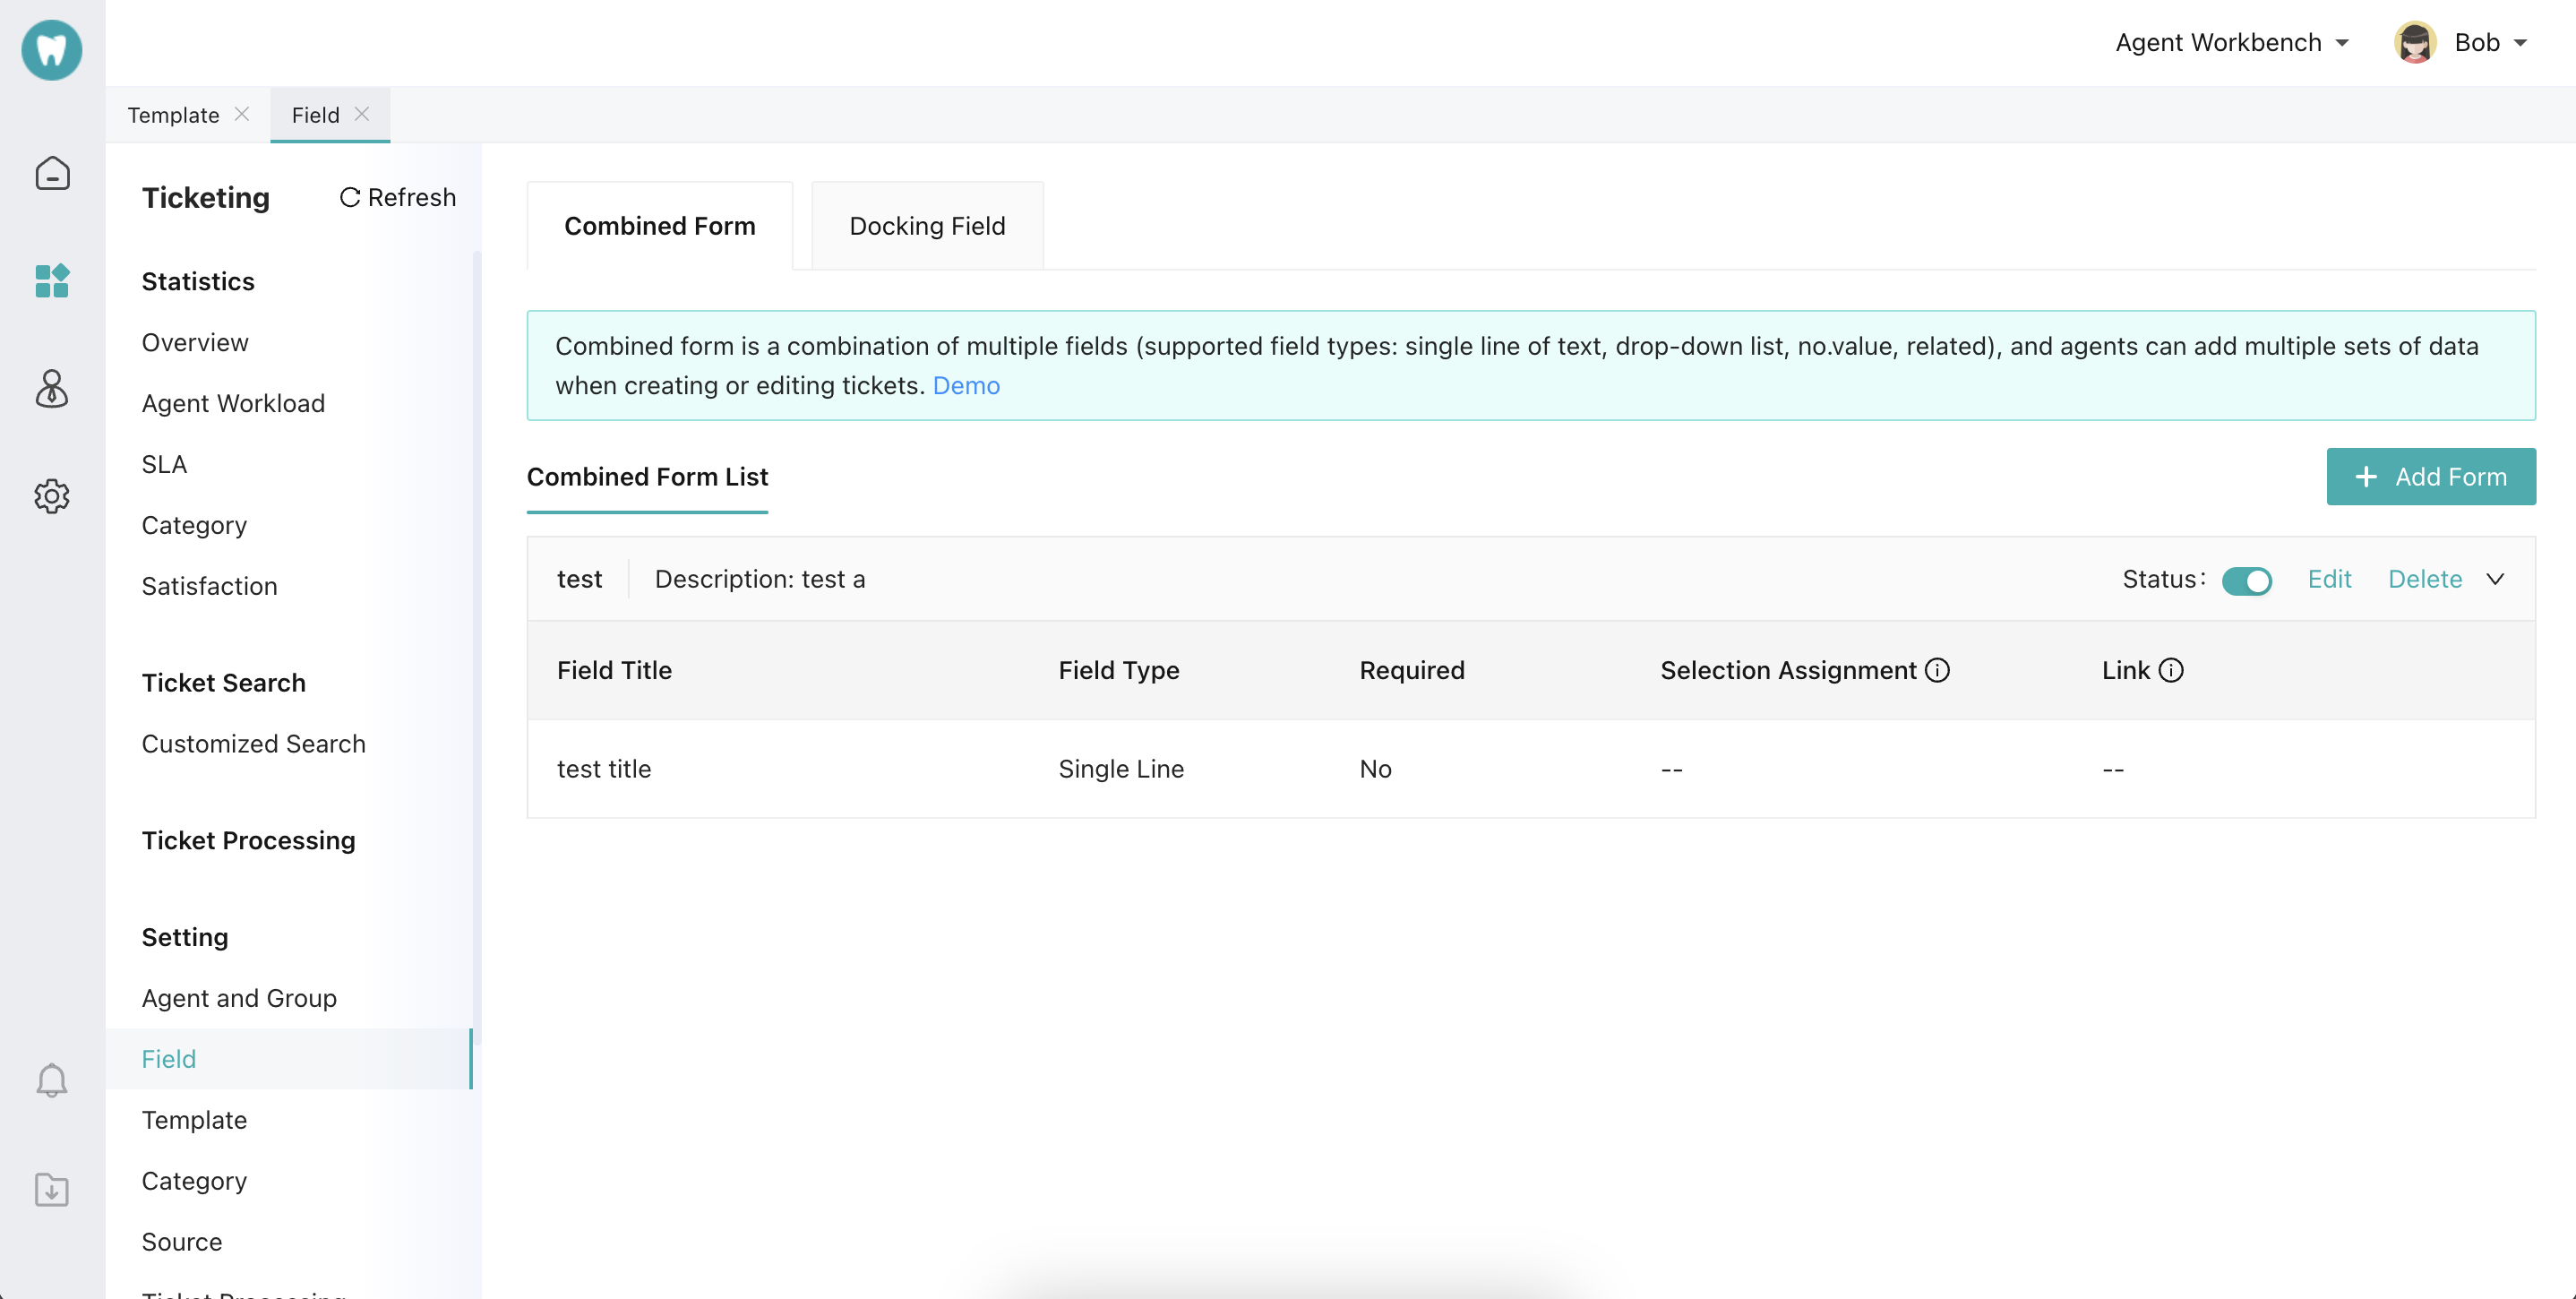 Agent Workbench
Bob
Template
Field
Ticketing
Refresh
Statistics
Overview
Agent Workload
SLA
Category
Satisfaction
Ticket Search
Customized Search
Ticket Processing
Setting
Agent and Group
Field
Template
Category
Source
Ticket Processing
Combined Form
Docking Field
Combined form is a combination of multiple fields (supported field types: single line of text, drop-down list, no.value, related), and agents can add multiple sets of data
when creating or editing tickets. Demo
Combined Form List
+ Add Form
test Description: test a Status: Edit Delete
Field Title Field Type Required Selection Assignment Link
test title Single Line No -- --